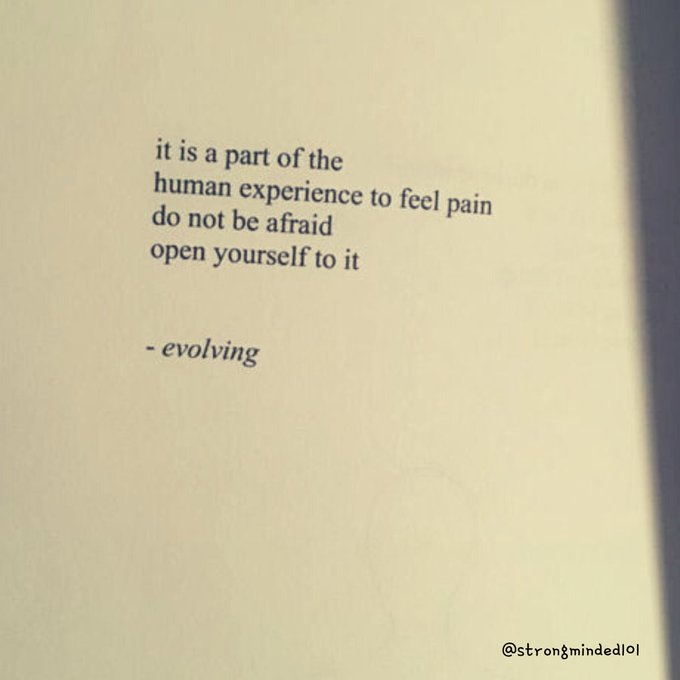 it is a part of the
human experience to feel pain
do not be afraid
open yourself to it
- evolving
@strongminded101